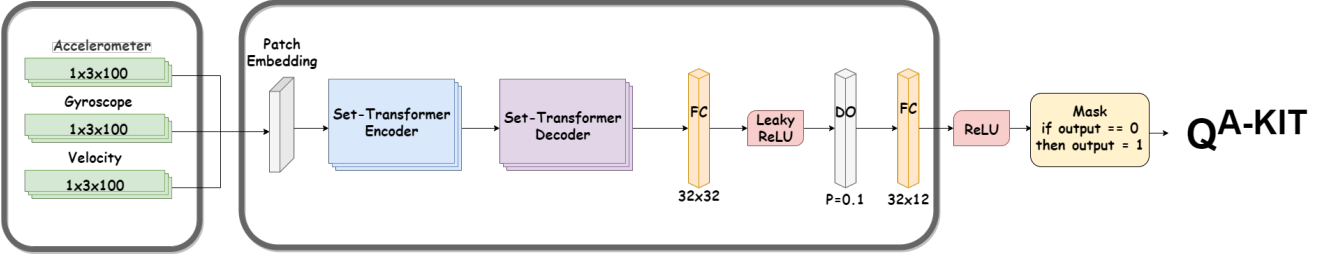 Accelerometer
1x3x100
Gyroscope
1x3x100
Velocity
1x3x100
Patch
Embedding
Set-Transformer
Encoder
Set-Transformer
Decoder
FC
32x32
Leaky
ReLU
DO
P=0.1
FC
32x12
ReLU
Mask
if output == 0
then output = 1
Q^A-KIT